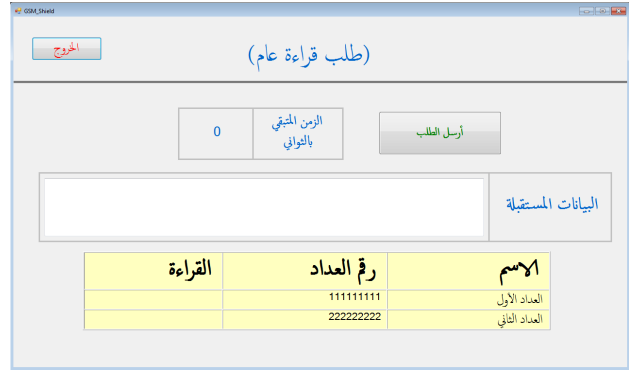 GSM_Shield
الخروج
(طلب قراءة عام)
أرسل الطلب
الزمن المتبقي
بالثواني
0
البيانات المستقبلة
الاسم رقم العداد القراءة
العداد الأول 111111111
العداد الثاني 222222222